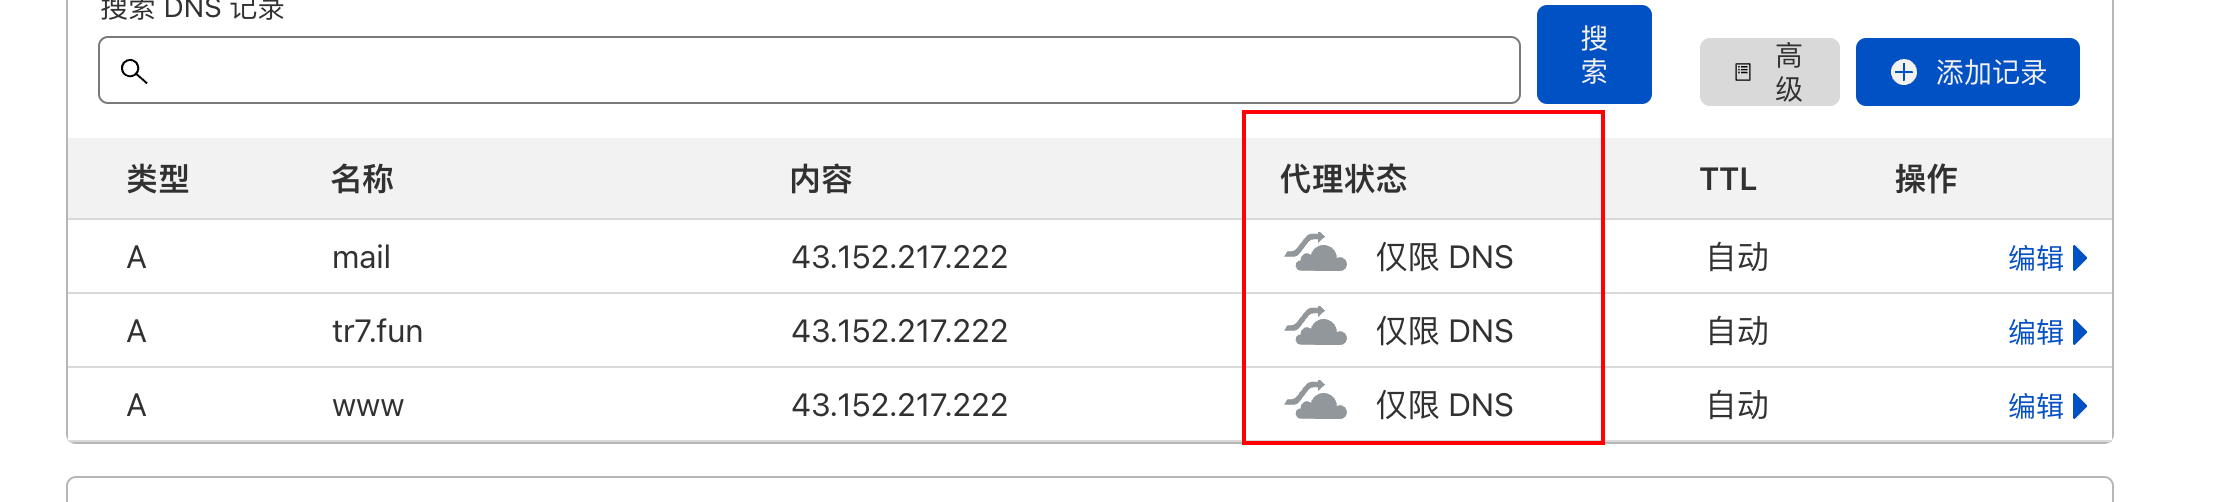 搜索 DNS 记录
搜索
高级
添加记录
类型 名称 内容 代理状态 TTL 操作
A mail 43.152.217.222 仅限 DNS 自动 编辑
A tr7.fun 43.152.217.222 仅限 DNS 自动 编辑
A www 43.152.217.222 仅限 DNS 自动 编辑